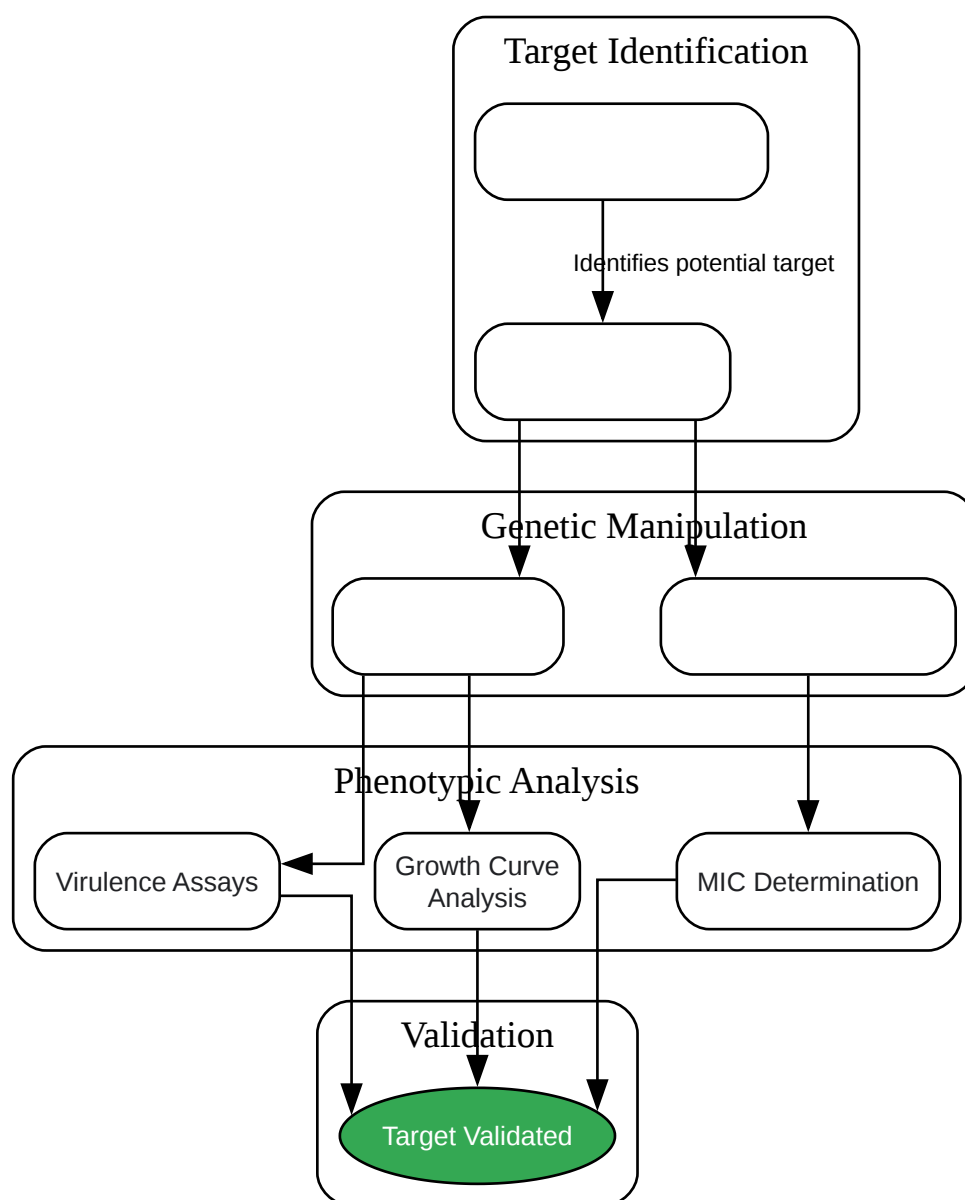 Target Identification
Identifies potential target
Genetic Manipulation
Phenotypic Analysis
Virulence Assays
Growth Curve
Analysis
MIC Determination
Validation
Target Validated